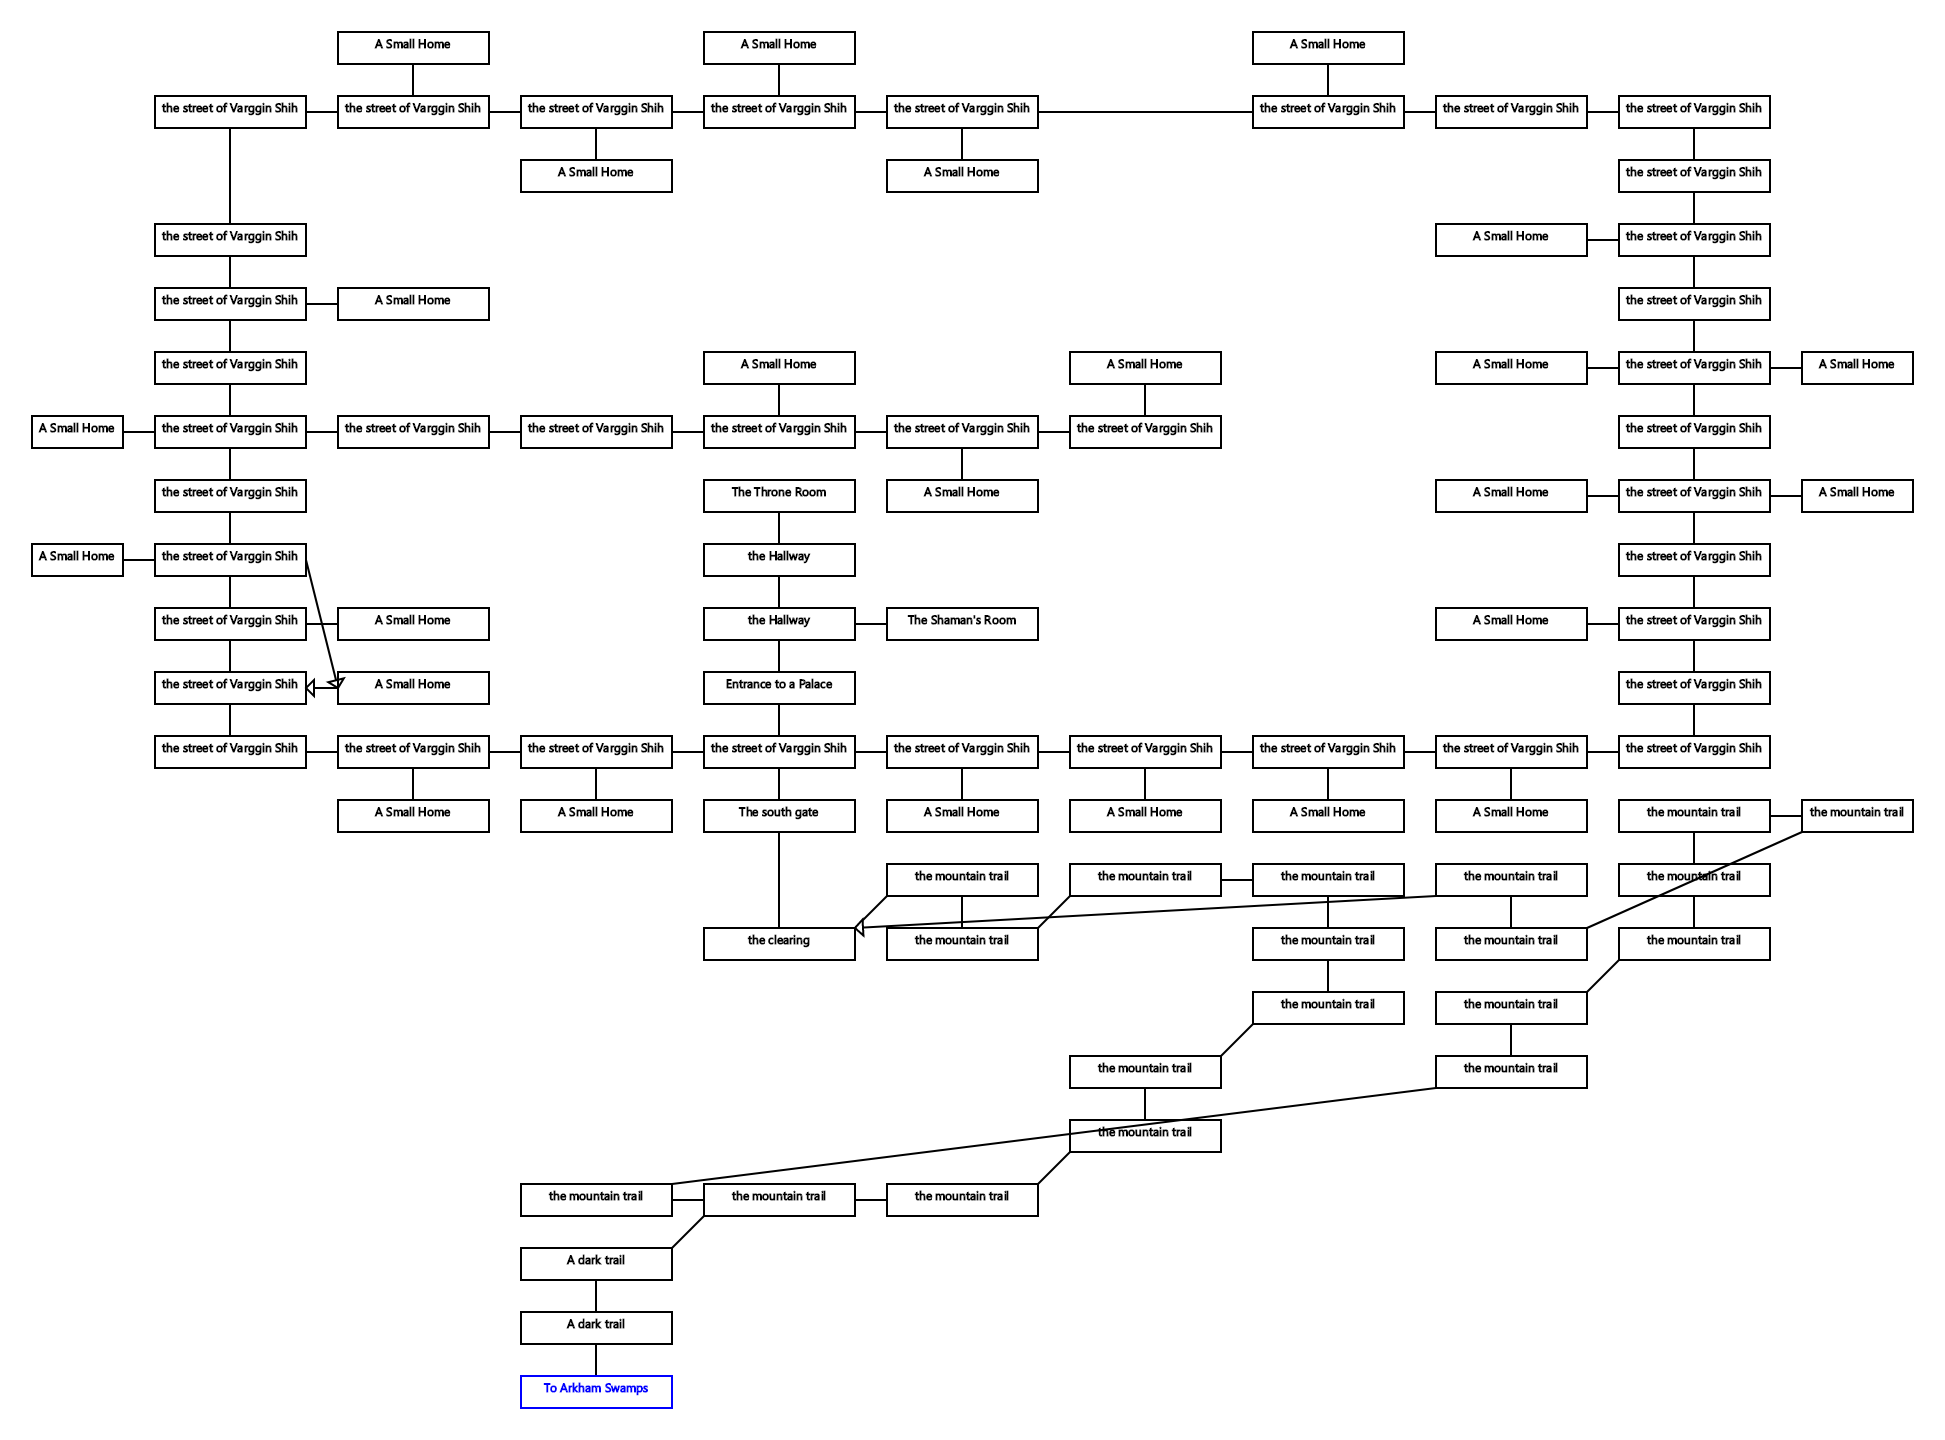 A Small Home
A Small Home
A Small Home
the street of Varggin Shih
the street of Varggin Shih
the street of Varggin Shih
the street of Varggin Shih
the street of Varggin Shih
the street of Varggin Shih
the street of Varggin Shih
the street of Varggin Shih
A Small Home
A Small Home
the street of Varggin Shih
the street of Varggin Shih
A Small Home
the street of Varggin Shih
the street of Varggin Shih
A Small Home
the street of Varggin Shih
the street of Varggin Shih
A Small Home
A Small Home
A Small Home
the street of Varggin Shih
A Small Home
A Small Home
the street of Varggin Shih
the street of Varggin Shih
the street of Varggin Shih
the street of Varggin Shih
the street of Varggin Shih
the street of Varggin Shih
the street of Varggin Shih
the street of Varggin Shih
The Throne Room
A Small Home
A Small Home
the street of Varggin Shih
A Small Home
A Small Home
the street of Varggin Shih
the Hallway
the street of Varggin Shih
the street of Varggin Shih
A Small Home
the Hallway
The Shaman's Room
A Small Home
the street of Varggin Shih
the street of Varggin Shih
A Small Home
Entrance to a Palace
the street of Varggin Shih
the street of Varggin Shih
the street of Varggin Shih
the street of Varggin Shih
the street of Varggin Shih
the street of Varggin Shih
the street of Varggin Shih
the street of Varggin Shih
the street of Varggin Shih
the street of Varggin Shih
A Small Home
A Small Home
The south gate
A Small Home
A Small Home
A Small Home
A Small Home
the mountain trail
the mountain trail
the mountain trail
the mountain trail
the mountain trail
the mountain trail
the mountain trail
the clearing
the mountain trail
the mountain trail
the mountain trail
the mountain trail
the mountain trail
the mountain trail
the mountain trail
the mountain trail
the mountain trail
the mountain trail
the mountain trail
the mountain trail
A dark trail
A dark trail
To Arkham Swamps